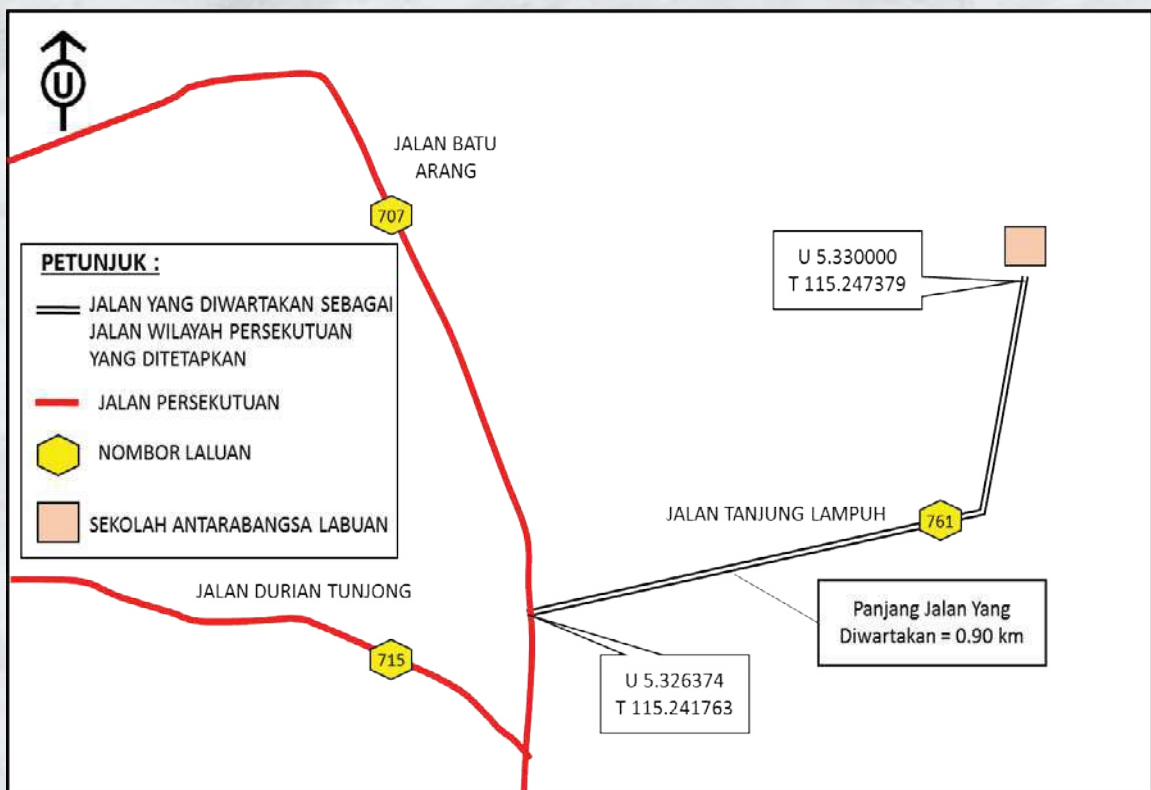 U
JALAN BATU
ARANG
707
U 5.330000
T 115.247379
PETUNJUK :
JALAN YANG DIWARTAKAN SEBAGAI
JALAN WILAYAH PERSEKUTUAN
YANG DITETAPKAN
JALAN PERSEKUTUAN
NOMBOR LALUAN
SEKOLAH ANTARABANGSA LABUAN
JALAN TANJUNG LAMPUH
761
JALAN DURIAN TUNJONG
715
Panjang Jalan Yang
Diwartakan = 0.90 km
U 5.326374
T 115.241763